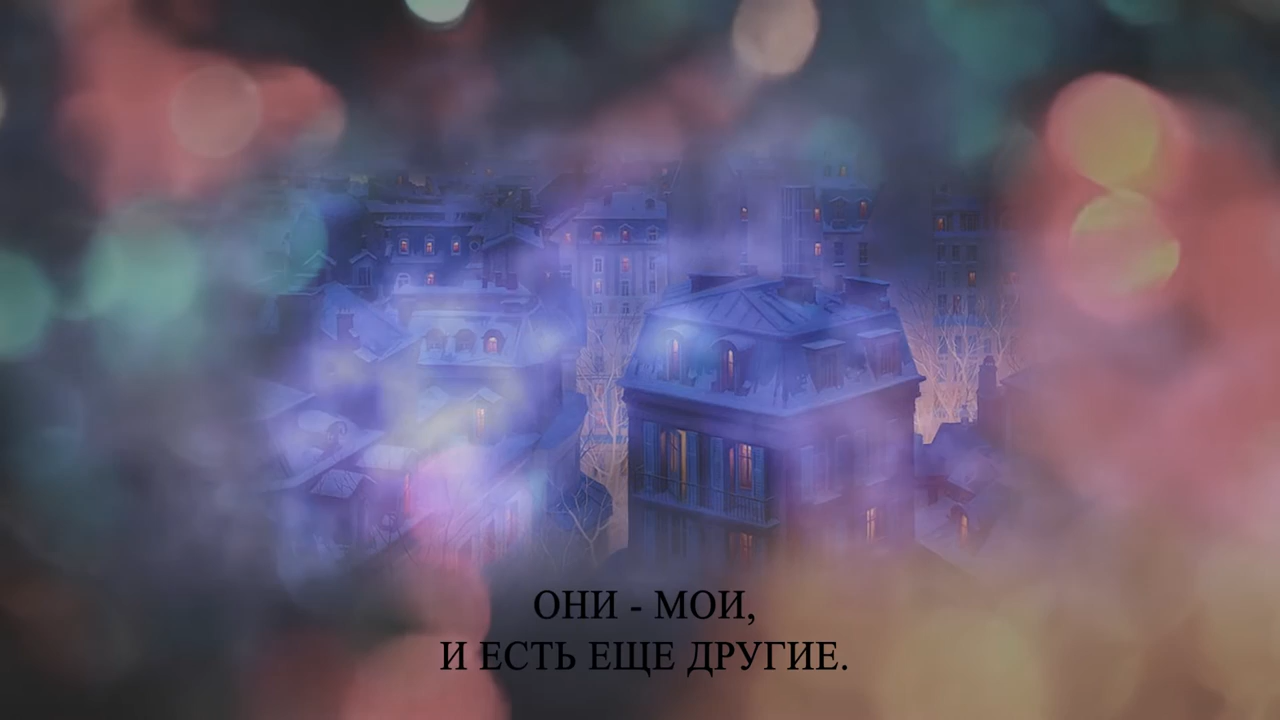 ОНИ - МОИ,
И ЕСТЬ ЕЩЕ ДРУГИЕ.